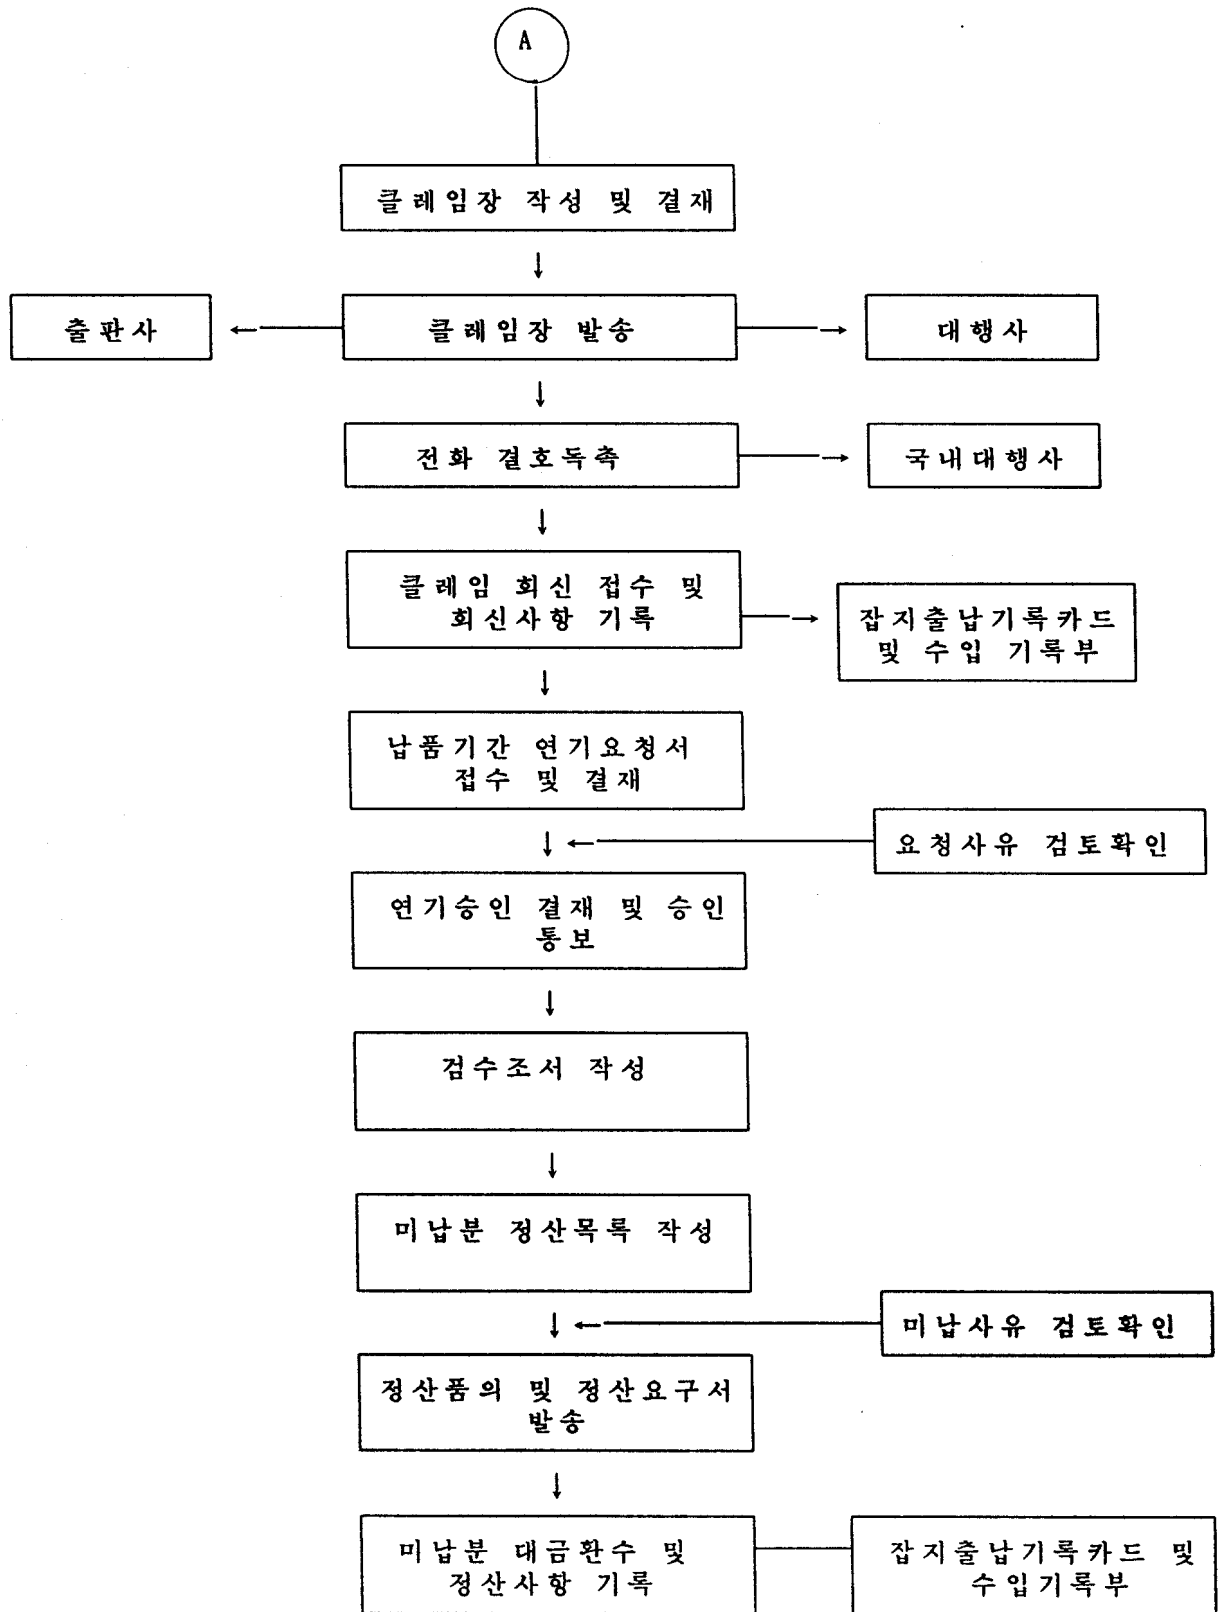 A
클레임장 작성 및 결재
출판사
클레임장 발송
대행사
전화 결호독촉
국내대행사
클레임 회신 접수 및
회신사항 기록
잡지출납기록카드
및 수입 기록부
납품기간 연기요청서
접수 및 결재
요청사유 검토확인
연기승인 결재 및 승인
통보
검수조서 작성
미납분 정산목록 작성
미납사유 검토확인
정산품의 및 정산요구서
발송
미납분 대금환수 및
정산사항 기록
잡지출납기록카드 및
수입기록부